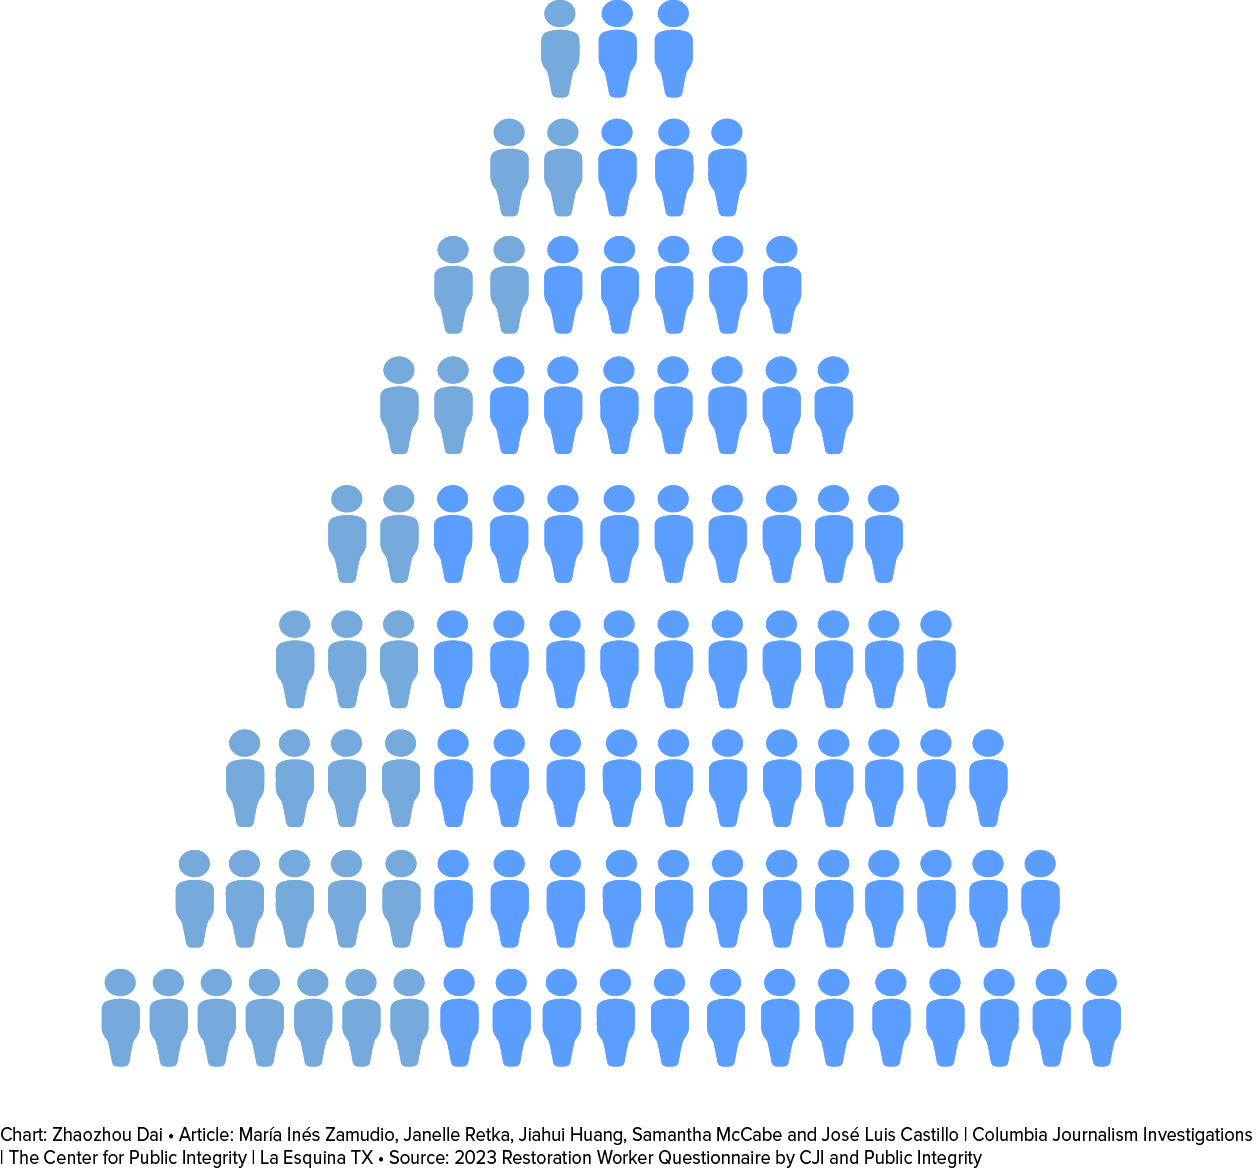 Chart: Zhaozhou Dai • Article: María Inés Zamudio, Janelle Retka, Jiahui Huang, Samantha McCabe and José Luis Castillo | Columbia Journalism Investigations
| The Center for Public Integrity | La Esquina TX • Source: 2023 Restoration Worker Questionnaire by CJI and Public Integrity